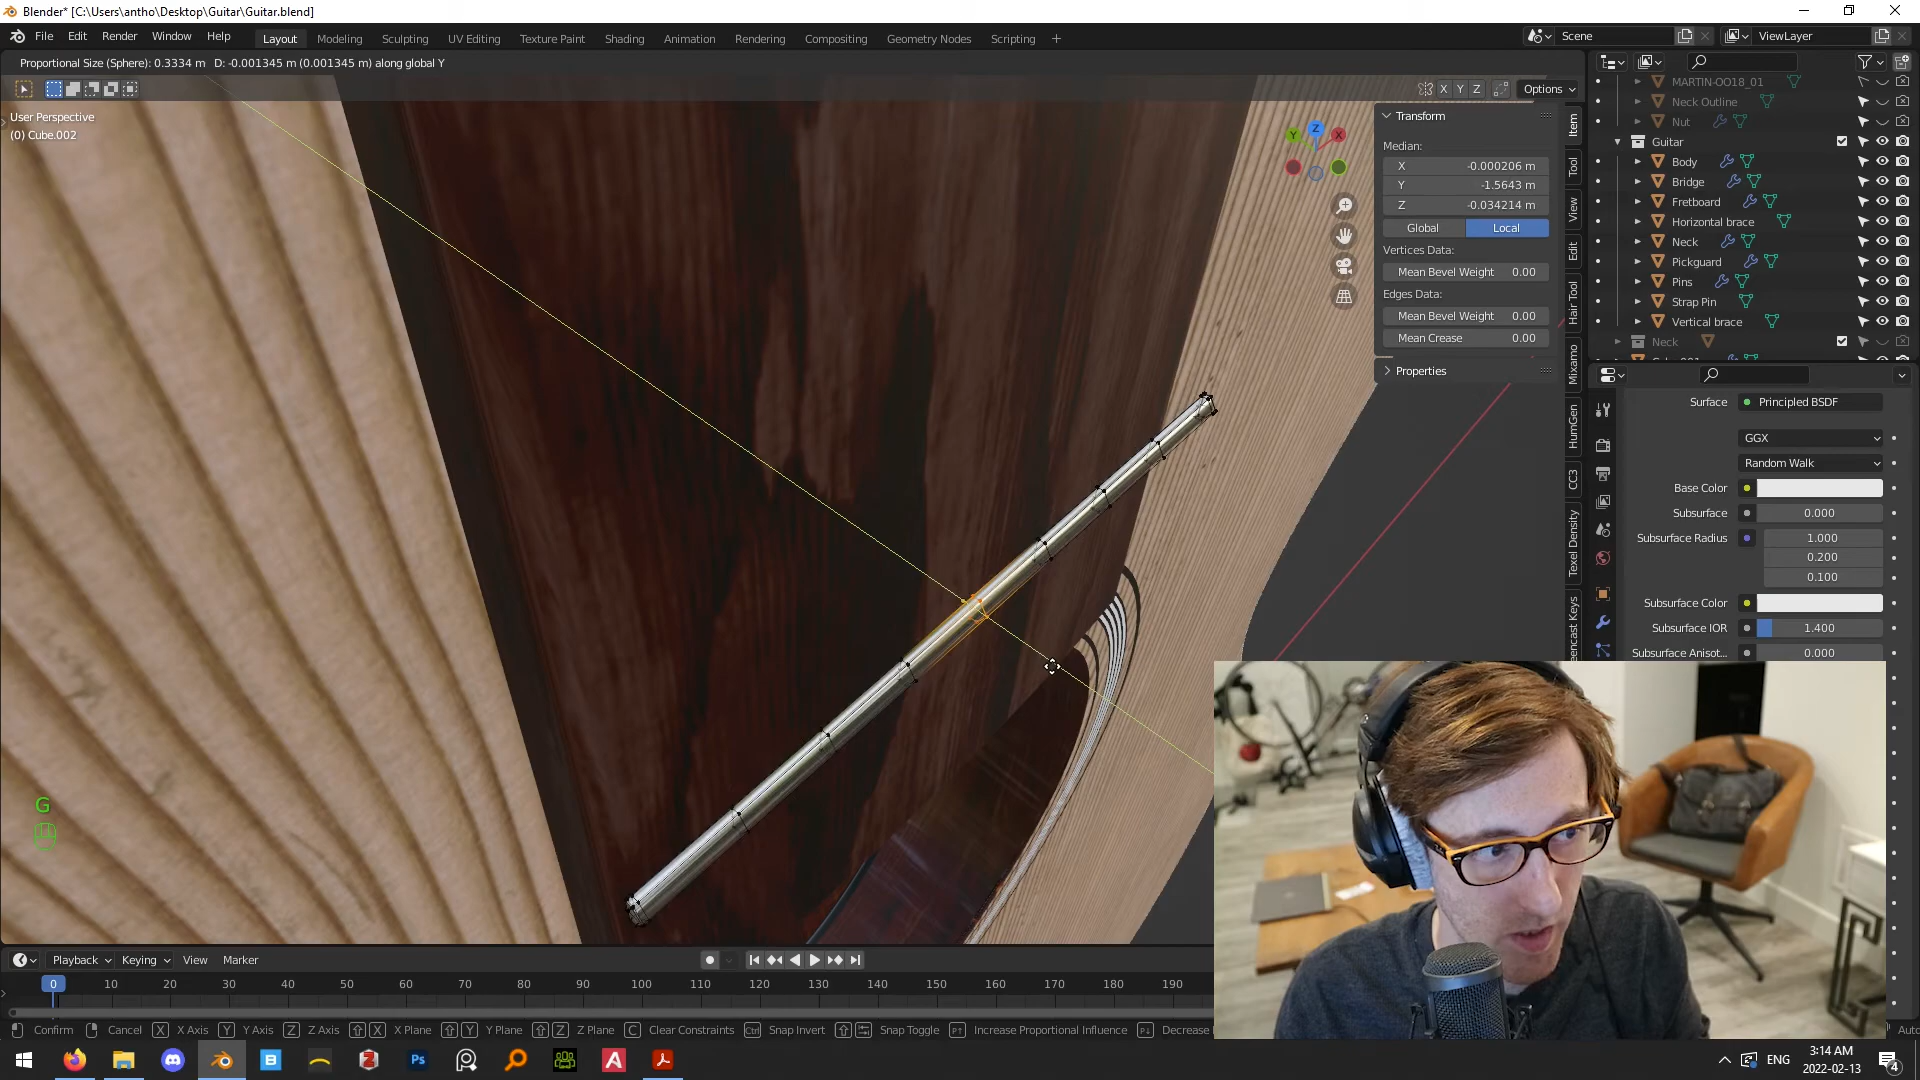 Blender* [C:\Users\antho\Desktop\Guitar\Guitar.blend]
File Edit Render Window Help Layout Modeling Sculpting UV Editing Texture Paint Shading Animation Rendering Compositing Geometry Nodes Scripting + Scene ViewLayer
Proportional Size (Sphere): 0.3334 m D: -0.001345 m (0.001345 m) along global Y
X Y Z Options
User Perspective
(0) Cube.002
Z
Y
X
Transform
Median:
X -0.000206 m
Y -1.5643 m
Z -0.034214 m
Global Local
Vertices Data:
Mean Bevel Weight 0.00
Edges Data:
Mean Bevel Weight 0.00
Mean Crease 0.00
Properties
Item
Tool
View
Edit
Hair Tool
Mixamo
HumGen
CC3
Texel Density
eencast Keys
MARTIN-OO18_01
Neck Outline
Nut
Guitar
Body
Bridge
Fretboard
Horizontal brace
Neck
Pickguard
Pins
Strap Pin
Vertical brace
Neck
Surface Principled BSDF
GGX
Random Walk
Base Color
Subsurface 0.000
Subsurface Radius 1.000
0.200
0.100
Subsurface Color
Subsurface IOR 1.400
Subsurface Anisot... 0.000
G
Playback Keying View Marker
0 10 20 30 40 50 60 70 80 90 100 110 120 130 140 150 160 170 180 190
Confirm Cancel X X Axis Y Y Axis Z Z Axis X X Plane Y Y Plane Z Z Plane C Clear Constraints Ctrl Snap Invert Snap Toggle Increase Proportional Influence Decrease
Ps
ENG
3:14 AM
2022-02-13
4